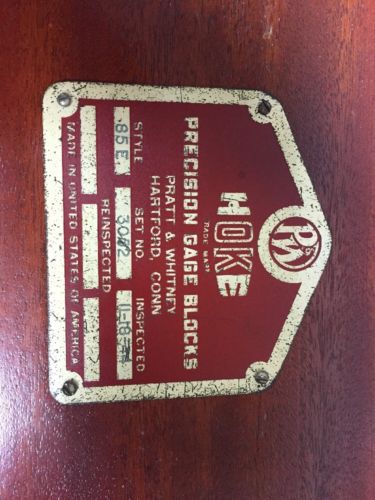 P&W
HOKE
TRADE MARK
PRECISION GAGE BLOCKS
PRATT & WHITNEY
HARTFORD, CONN
STYLE SET NO. INSPECTED
85E 3002
REINSPECTED
MADE IN UNITED STATES OF AMERICA